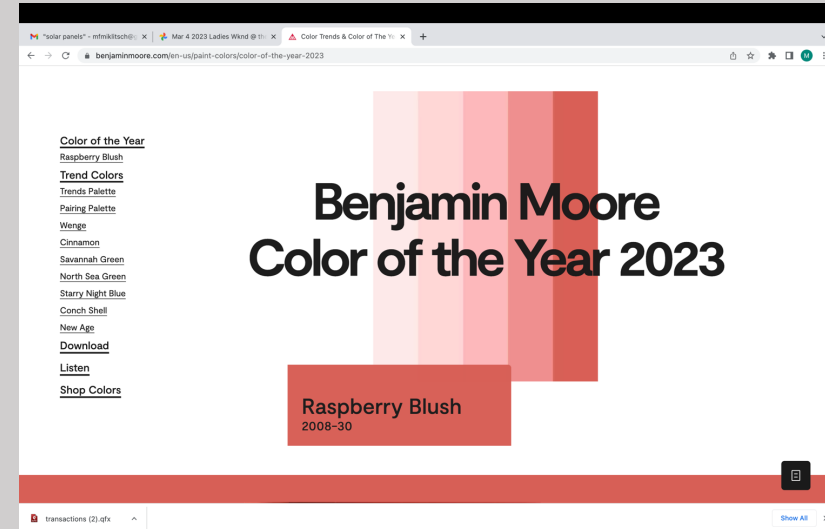 "solar panels" - mfmiklitsch@g
Mar 4 2023 Ladies Wknd @ th
Color Trends & Color of The Ye
benjaminmoore.com/en-us/paint-colors/color-of-the-year-2023
M
Color of the Year
Raspberry Blush
Trend Colors
Trends Palette
Pairing Palette
Wenge
Cinnamon
Savannah Green
North Sea Green
Starry Night Blue
Conch Shell
New Age
Download
Listen
Shop Colors
Benjamin Moore
Color of the Year 2023
Raspberry Blush
2008-30
transactions (2).qfx
Show All